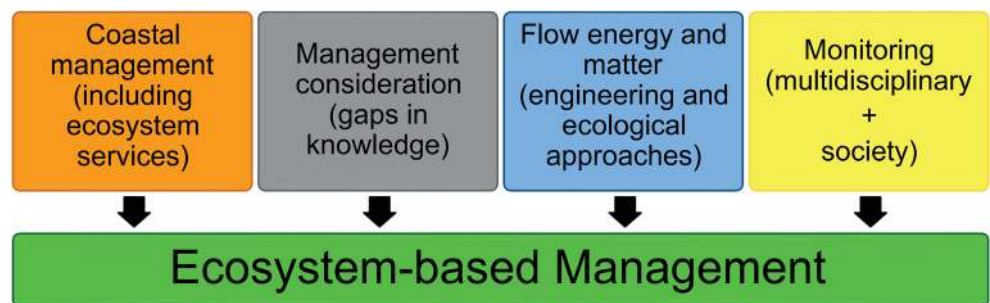 Coastal
management
(including
ecosystem
services)
Management
consideration
(gaps in
knowledge)
Flow energy and
matter
(engineering and
ecological
approaches)
Monitoring
(multidisciplinary
+
society)
Ecosystem-based Management